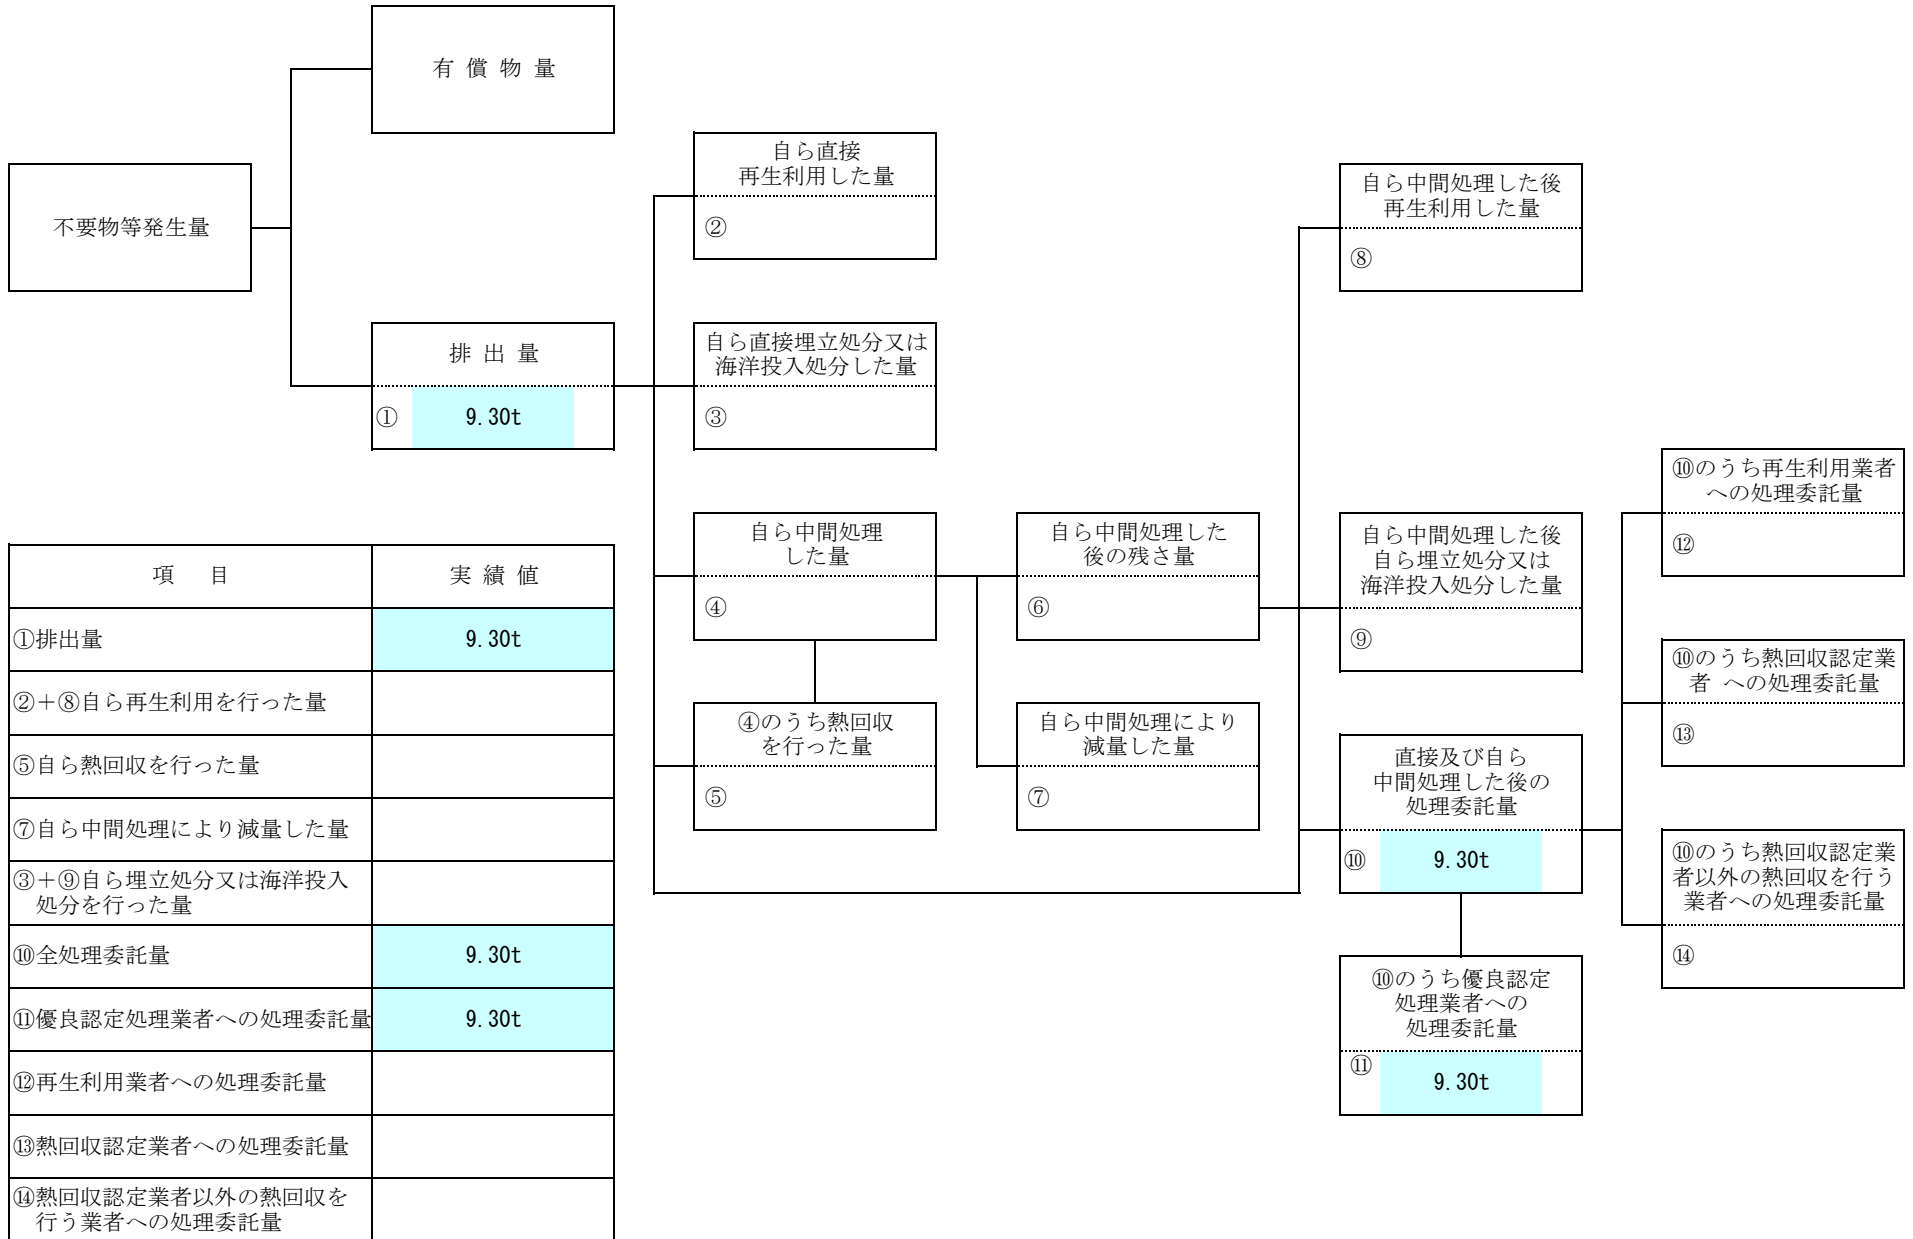 有 償 物 量
不要物等発生量
排 出 量
① 9.30t
自ら直接
再生利用した量
②
自ら直接埋立処分又は
海洋投入処分した量
③
自ら中間処理
した量
④
④のうち熱回収
を行った量
⑤
自ら中間処理した
後の残さ量
⑥
自ら中間処理により
減量した量
⑦
自ら中間処理した後
再生利用した量
⑧
自ら中間処理した後
自ら埋立処分又は
海洋投入処分した量
⑨
直接及び自ら
中間処理した後の
処理委託量
⑩ 9.30t
⑩のうち優良認定
処理業者への
処理委託量
⑪ 9.30t
⑩のうち再生利用業者
への処理委託量
⑫
⑩のうち熱回収認定業
者 への処理委託量
⑬
⑩のうち熱回収認定業
者以外の熱回収を行う
業者への処理委託量
⑭
項 目 実 績 値
①排出量 9.30t
②+⑧自ら再生利用を行った量
⑤自ら熱回収を行った量
⑦自ら中間処理により減量した量
③+⑨自ら埋立処分又は海洋投入
処分を行った量
⑩全処理委託量 9.30t
⑪優良認定処理業者への処理委託量 9.30t
⑫再生利用業者への処理委託量
⑬熱回収認定業者への処理委託量
⑭熱回収認定業者以外の熱回収を
行う業者への処理委託量